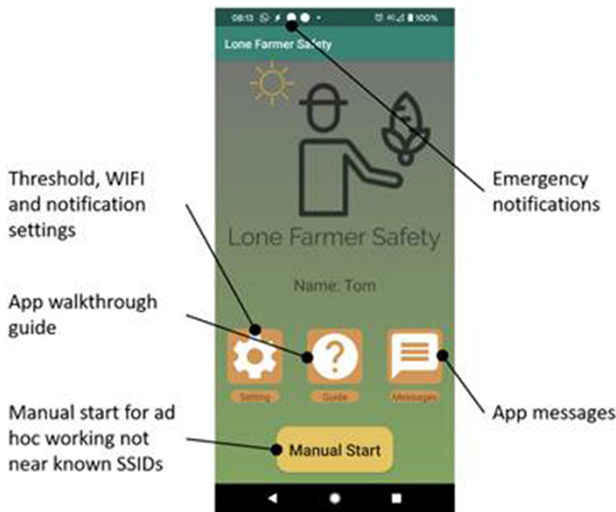 08:13 4G 100%
Lone Farmer Safety
Threshold, WIFI
and notification
settings
Emergency
notifications
Lone Farmer Safety
Name: Tom
App walkthrough
guide
Setting
Guide
Messages
App messages
Manual start for ad
hoc working not
near known SSIDs
Manual Start